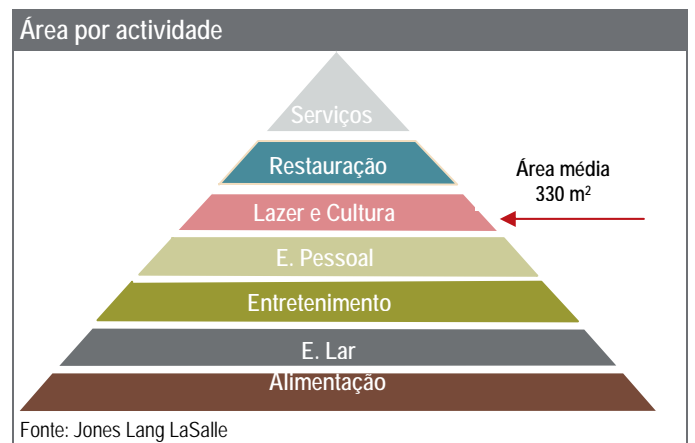 Área por actividade
Serviços
Restauração
Área média
330 m²
Lazer e Cultura
E. Pessoal
Entretenimento
E. Lar
Alimentação
Fonte: Jones Lang LaSalle